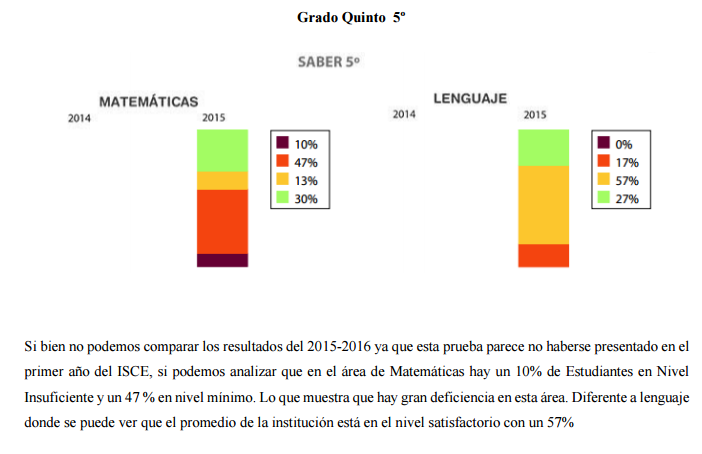 Grado Quinto 5º
SABER 5º
MATEMÁTICAS
2014
2015
10%
47%
13%
30%
LENGUAJE
2014
2015
0%
17%
57%
27%
Si bien no podemos comparar los resultados del 2015-2016 ya que esta prueba parece no haberse presentado en el
primer año del ISCE, si podemos analizar que en el área de Matemáticas hay un 10% de Estudiantes en Nivel
Insuficiente y un 47 % en nivel mínimo. Lo que muestra que hay gran deficiencia en esta área. Diferente a lenguaje
donde se puede ver que el promedio de la institución está en el nivel satisfactorio con un 57%